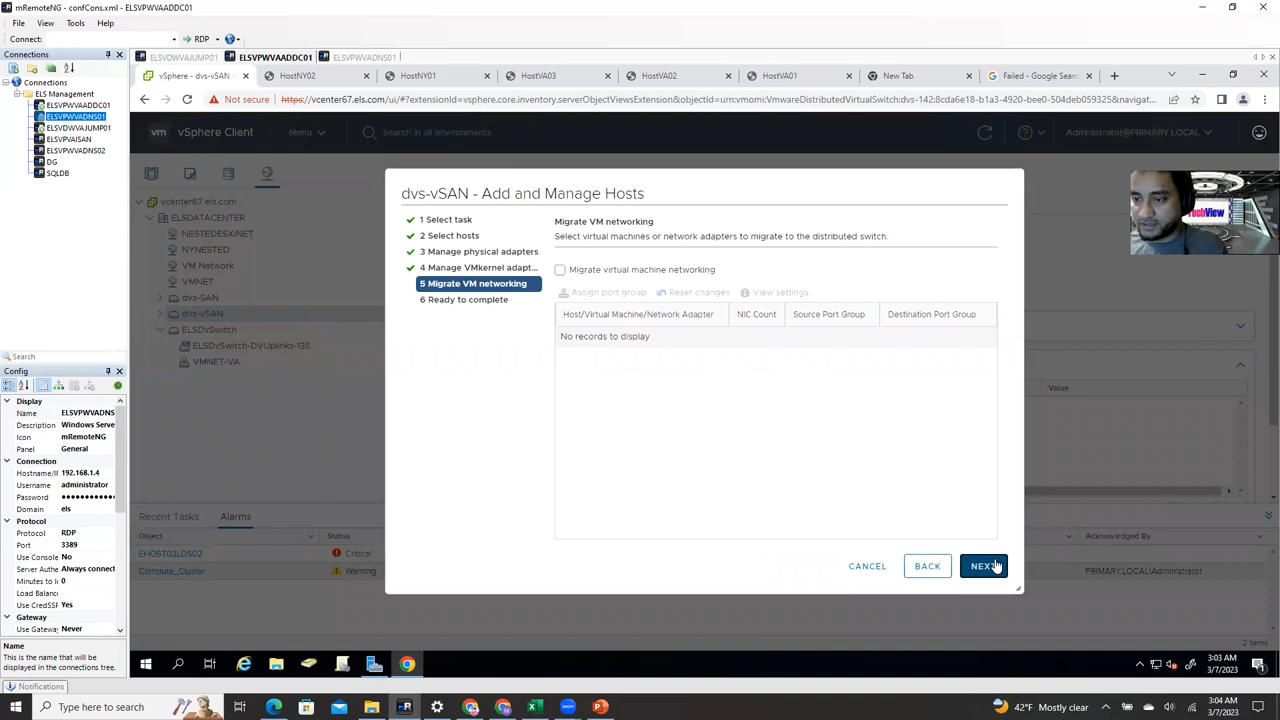 mRemoteNG - confCons.xml - ELSVPWVAADDC01
File View Tools Help
Connect: RDP
Connections
Connections
ELS Management
ELSVPWVAADDC01
ELSVPWVADNS01
ELSVDWVAJUMP01
ELSVPVAISAN
ELSVPWVADNS02
DG
SQLDB
Search
Config
Display
Name ELSVPWVADNS
Description Windows Serve
Icon mRemoteNG
Panel General
Connection
Hostname/I 192.168.1.4
Username administrator
Password ●●●●●●●●●●
Domain els
Protocol
Protocol RDP
Port 3389
Use Console No
Server Authe Always connect
Minutes to I 0
Load Balanc
Use CredSSP Yes
Gateway
Use Gateway Never
Name
This is the name that will be
displayed in the connections tree.
Notifications
ELSVDWVAJUMP01 ELSVPWVAADDC01 ELSVPWVADNS01
vSphere - dvs-vSAN - HostNY02 HostNY01 HostVA03 HostVA02 HostVA01 New Tab Failed - Google Search
Not secure https://vcenter67.els.com/ui/#?extensionId=vsphere.core.inventory.serverObjectViewsExtension&objectId=urn:vmomi:VmwareDistributedVirtualSwitch:dvs-142:8cda6e18-b1a3-4920-bee0-504deb059325&navigat...
vm vSphere Client Menu Search in all environments Administrator@PRIMARY.LOCAL
vcenter67.els.com
ELSDATACENTER
NESTEDESXiNET
NYNESTED
VM Network
VMNET
dvs-SAN
dvs-vSAN
ELSDvSwitch
ELSDvSwitch-DVUplinks-135
VMNET-VA
dvs-vSAN - Add and Manage Hosts
1 Select task
2 Select hosts
3 Manage physical adapters
4 Manage VMkernel adapt...
5 Migrate VM networking
6 Ready to complete
Migrate VM networking
Select virtual machines or network adapters to migrate to the distributed switch.
Migrate virtual machine networking
Assign port group Reset changes View settings
Host/Virtual Machine/Network Adapter NIC Count Source Port Group Destination Port Group
No records to display
CANCEL BACK NEXT
Value
TechView
Recent Tasks Alarms
Object Status Acknowledged By
EHOST03LDS02 Critical
Compute_Cluster Warning PRIMARY.LOCAL\Administrator
2 items
3:03 AM
3/7/2023
Type here to search
42°F Mostly clear
3:04 AM
3/7/2023